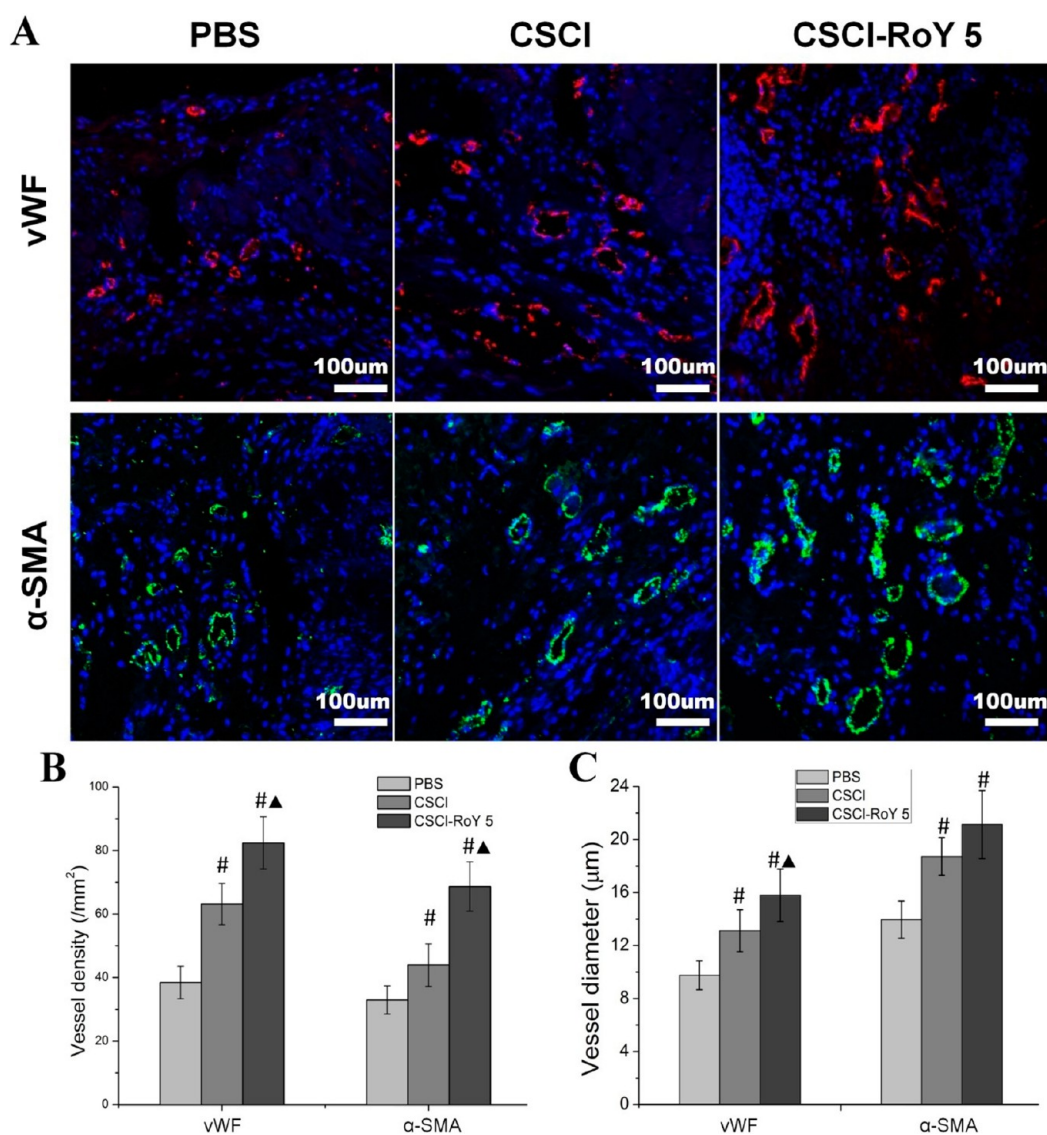 A
PBS CSCI CSCI-RoY 5
vWF
100um 100um 100um
α-SMA
100um 100um 100um
B
Vessel density (/mm²)
100
80
60
40
20
0
PBS
CSCI
CSCI-RoY 5
#
#▲
#
#▲
vWF α-SMA
C
Vessel diameter (μm)
24
20
16
12
8
4
0
PBS
CSCI
CSCI-RoY 5
#
#▲
#
#
vWF α-SMA